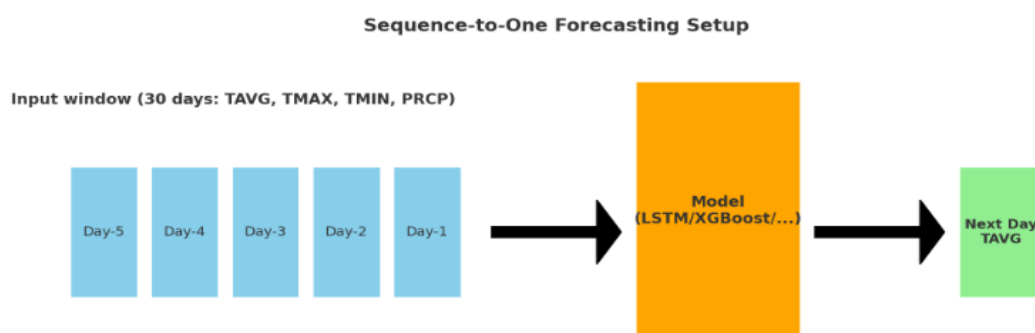 Sequence-to-One Forecasting Setup
Input window (30 days: TAVG, TMAX, TMIN, PRCP)
Day-5
Day-4
Day-3
Day-2
Day-1
Model
(LSTM/XGBoost/...)
Next Day
TAVG